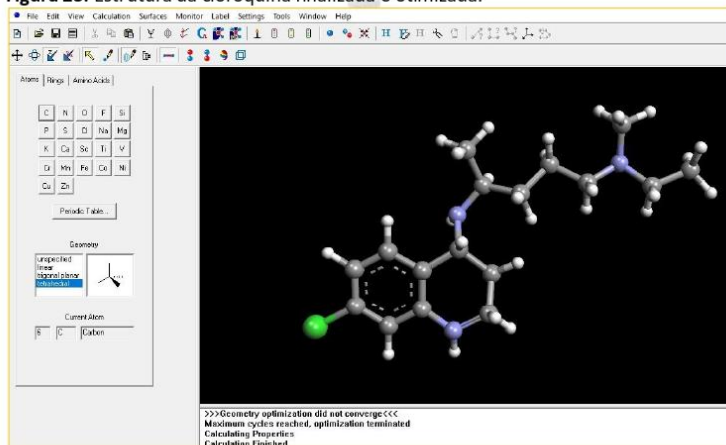 Figura 23. Estrutura da cloroquina finalizada e otimizada.
File Edit View Calculation Surfaces Monitor Label Settings Tools Window Help
Atoms Rings Amino Acids
C N O F Si
P S Cl Na Mg
K Ca Sc Ti V
Cr Mn Fe Co Ni
Cu Zn
Periodic Table...
Geometry
unspecified
linear
trigonal planar
tetrahedral
Current Atom
6 C Carbon
>>>Geometry optimization did not converge<<<
Maximum cycles reached, optimization terminated
Calculating Properties
Calculation Finished